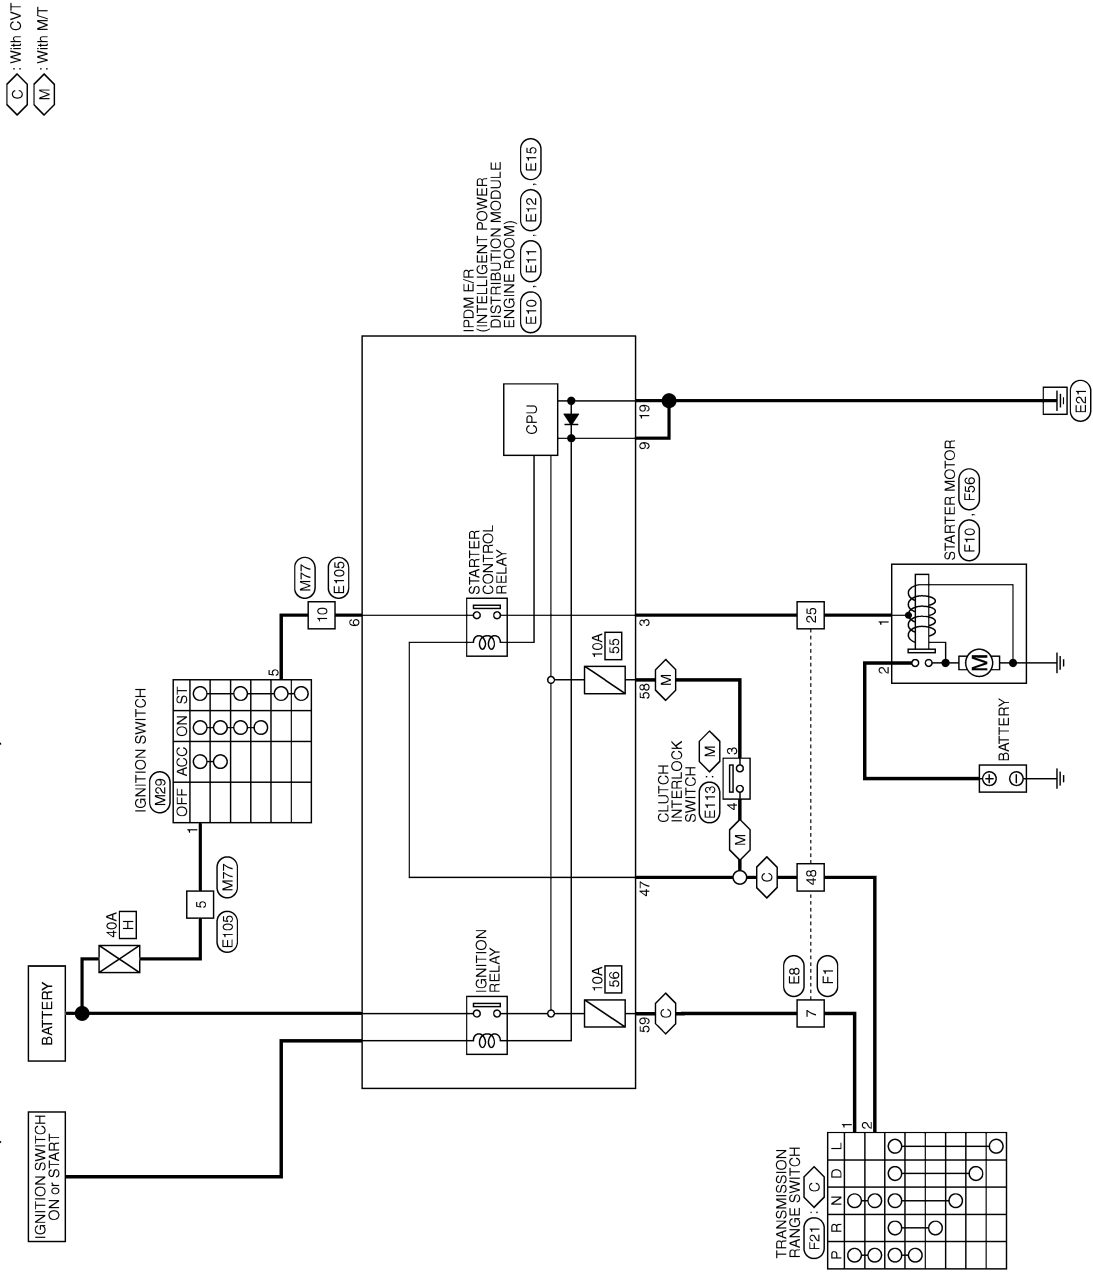 C : With CVT
M : With M/T
IGNITION SWITCH
ON or START
BATTERY
40A
H
5
E105
M77
1
IGNITION SWITCH
M29
OFF ACC ON ST
5
10
M77
E105
6
IPDM E/R
(INTELLIGENT POWER
DISTRIBUTION MODULE
ENGINE ROOM)
E10 , E11 , E12 , E15
IGNITION
RELAY
STARTER
CONTROL
RELAY
CPU
10A
56
10A
55
59
47
58
3
9
19
C
M
CLUTCH
INTERLOCK
SWITCH
E113 : M
4
3
M
C
E8
F1
7
48
25
TRANSMISSION
RANGE SWITCH
F21 : C
P R N D L
1
2
BATTERY
+
−
STARTER MOTOR
F10 , F56
2
1
M
E21